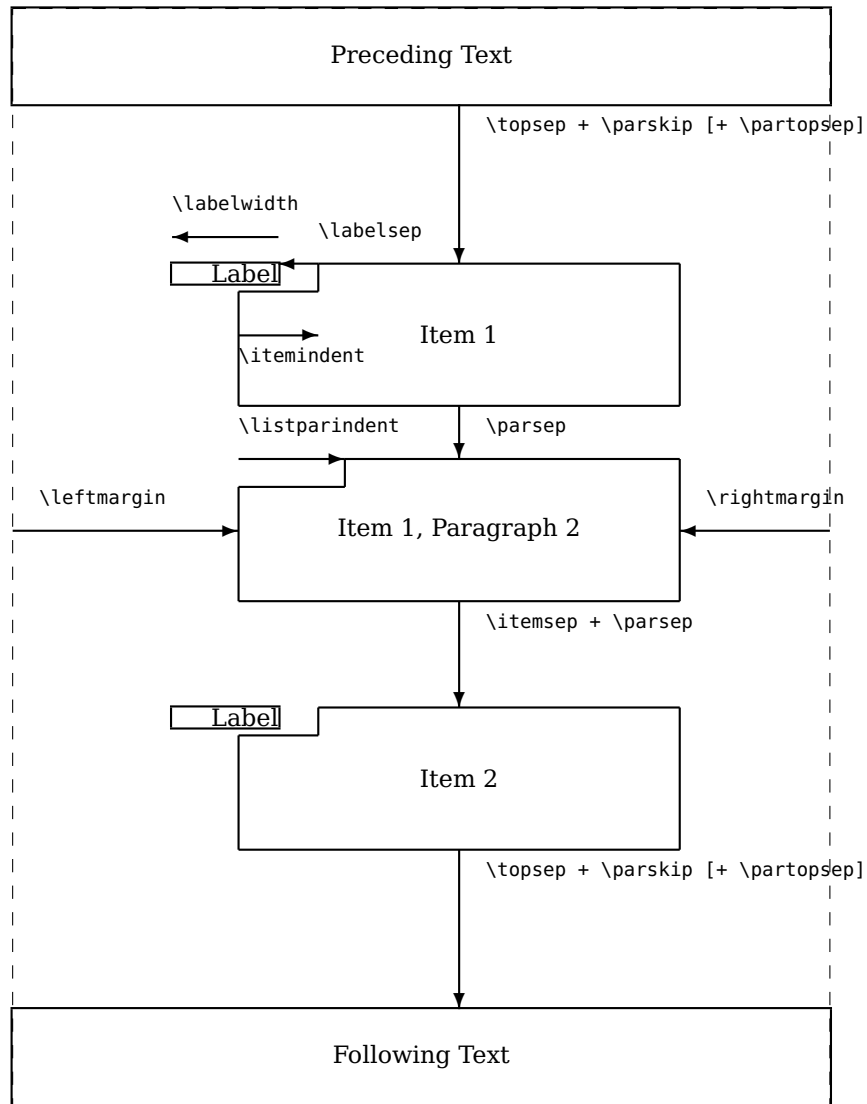 Preceding Text
\topsep + \parskip [+ \partopsep]
\labelwidth
\labelsep
Label
Item 1
\itemindent
\listparindent
\parsep
\leftmargin
\rightmargin
Item 1, Paragraph 2
\itemsep + \parsep
Label
Item 2
\topsep + \parskip [+ \partopsep]
Following Text